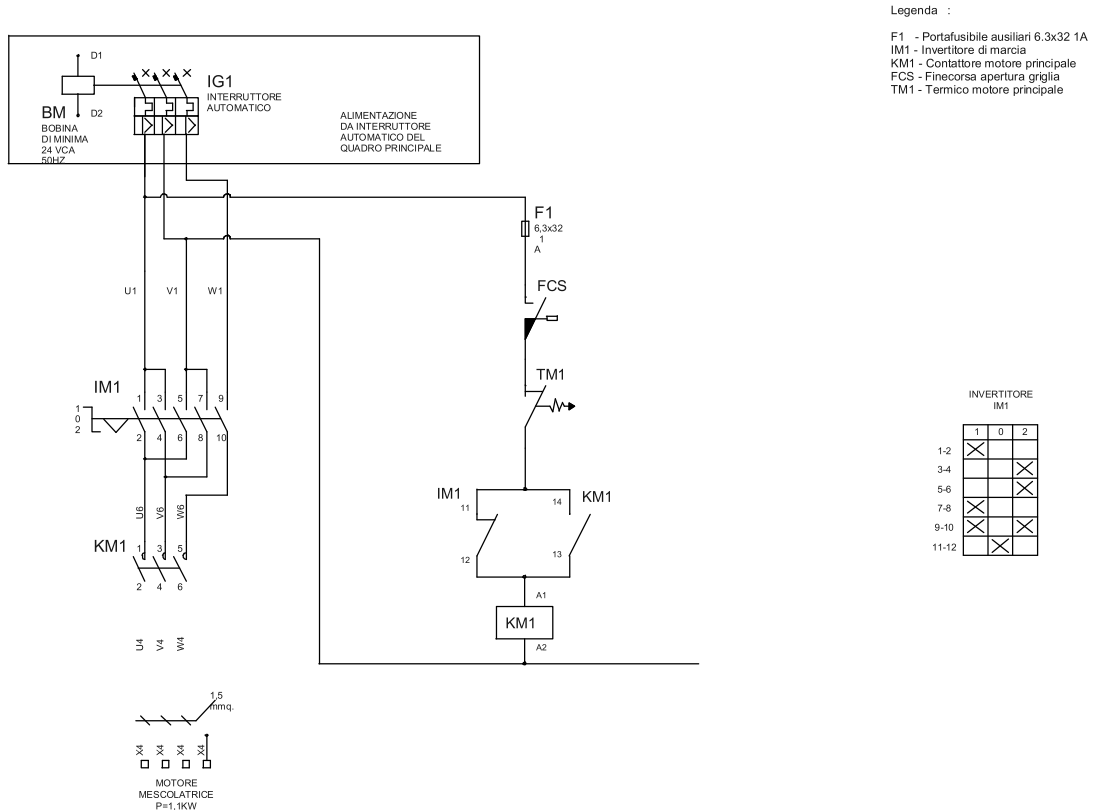 Legenda :
F1 - Portafusibile ausiliari 6.3x32 1A
IM1 - Invertitore di marcia
KM1 - Contattore motore principale
FCS - Finecorsa apertura griglia
TM1 - Termico motore principale
D1
BM
D2
BOBINA
DI MINIMA
24 VCA
50HZ
IG1
INTERRUTTORE
AUTOMATICO
ALIMENTAZIONE
DA INTERRUTTORE
AUTOMATICO DEL
QUADRO PRINCIPALE
F1
6,3x32
1
A
FCS
U1 V1 W1
TM1
IM1
1 3 5 7 9
1
0
2
2 4 6 8 10
INVERTITORE
IM1
1 0 2
1-2
3-4
5-6
7-8
9-10
11-12
IM1
11
12
14
KM1
13
U6 V6 W6
KM1
1 3 5
2 4 6
A1
KM1
A2
U4 V4 W4
1,5
mmq.
X4 X4 X4 X4
MOTORE
MESCOLATRICE
P=1,1KW